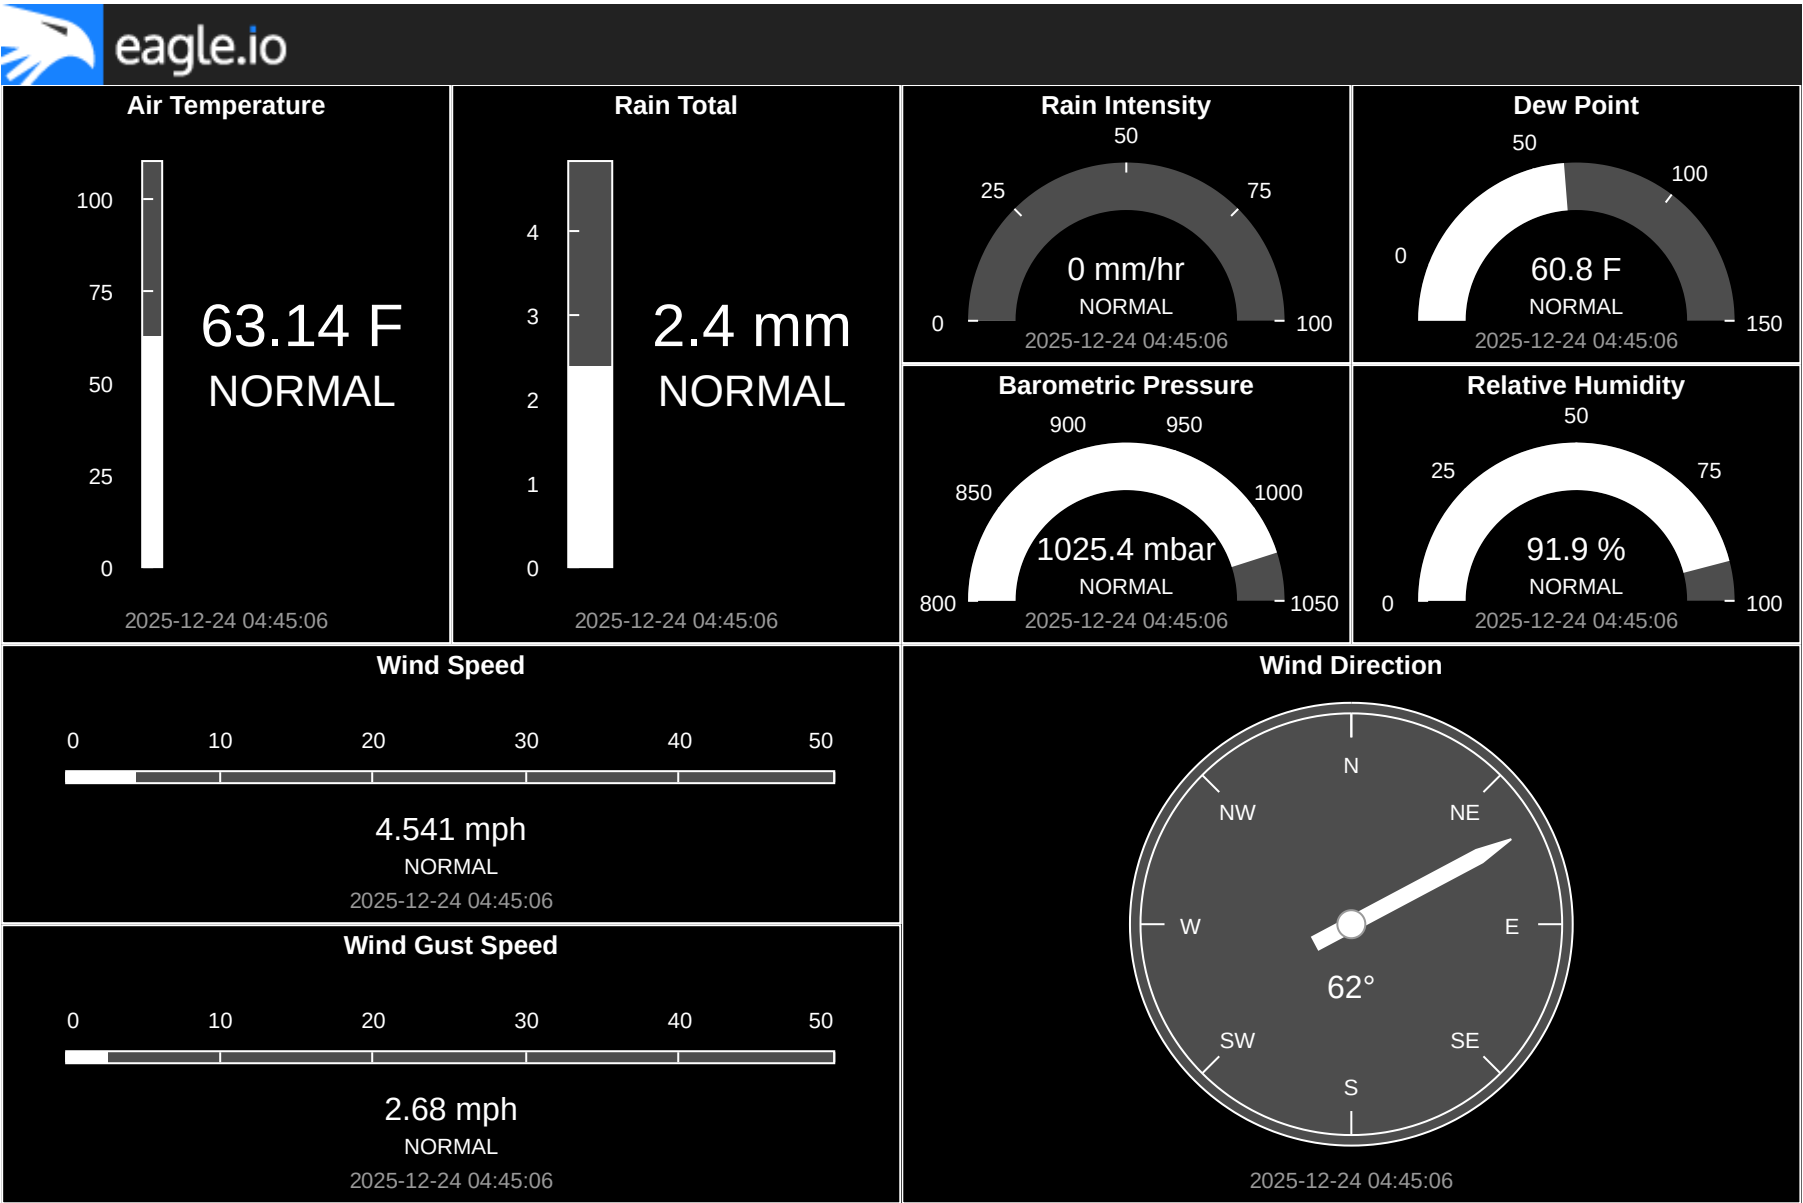 eagle.io
Air Temperature
100
75
50
25
0
63.14 F
NORMAL
2025-12-24 04:45:06
Rain Total
4
3
2
1
0
2.4 mm
NORMAL
2025-12-24 04:45:06
Rain Intensity
0
25
50
75
100
0 mm/hr
NORMAL
2025-12-24 04:45:06
Dew Point
0
50
100
150
60.8 F
NORMAL
2025-12-24 04:45:06
Barometric Pressure
800
850
900
950
1000
1050
1025.4 mbar
NORMAL
2025-12-24 04:45:06
Relative Humidity
0
25
50
75
100
91.9 %
NORMAL
2025-12-24 04:45:06
Wind Speed
0 10 20 30 40 50
4.541 mph
NORMAL
2025-12-24 04:45:06
Wind Gust Speed
0 10 20 30 40 50
2.68 mph
NORMAL
2025-12-24 04:45:06
Wind Direction
N
NW NE
W E
62°
SW SE
S
2025-12-24 04:45:06